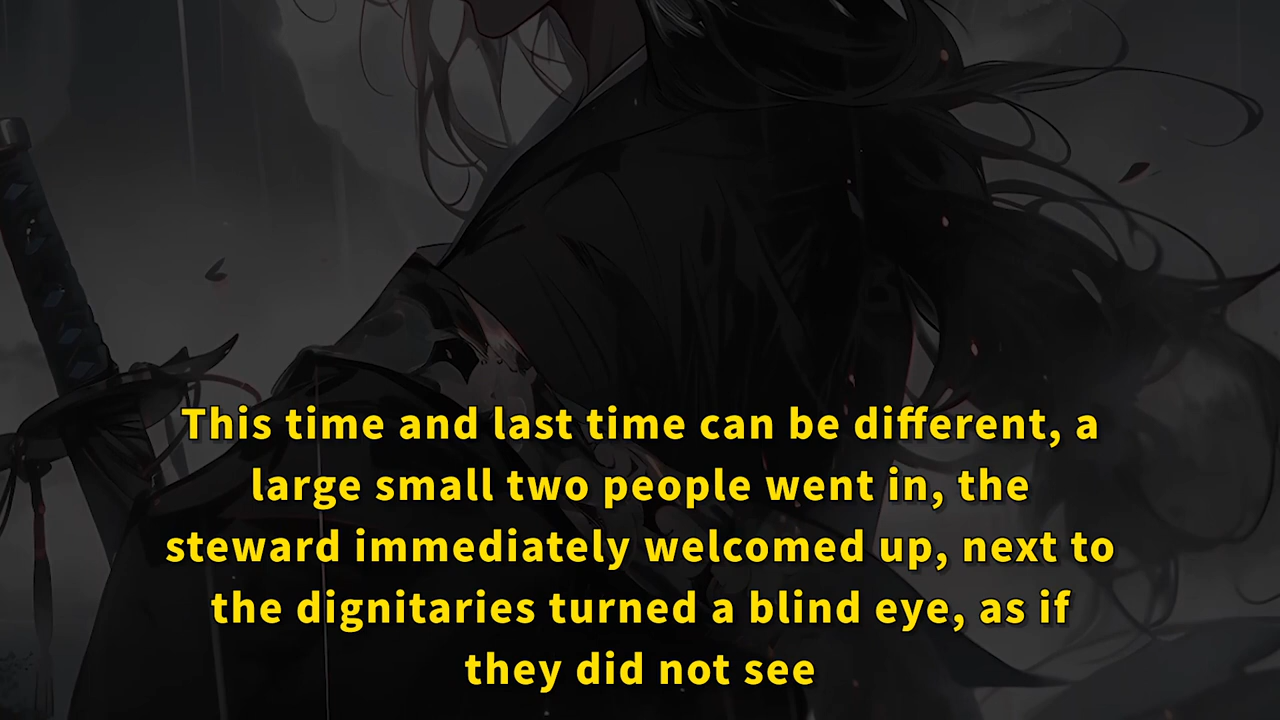 This time and last time can be different, a
large small two people went in, the
steward immediately welcomed up, next to
the dignitaries turned a blind eye, as if
they did not see